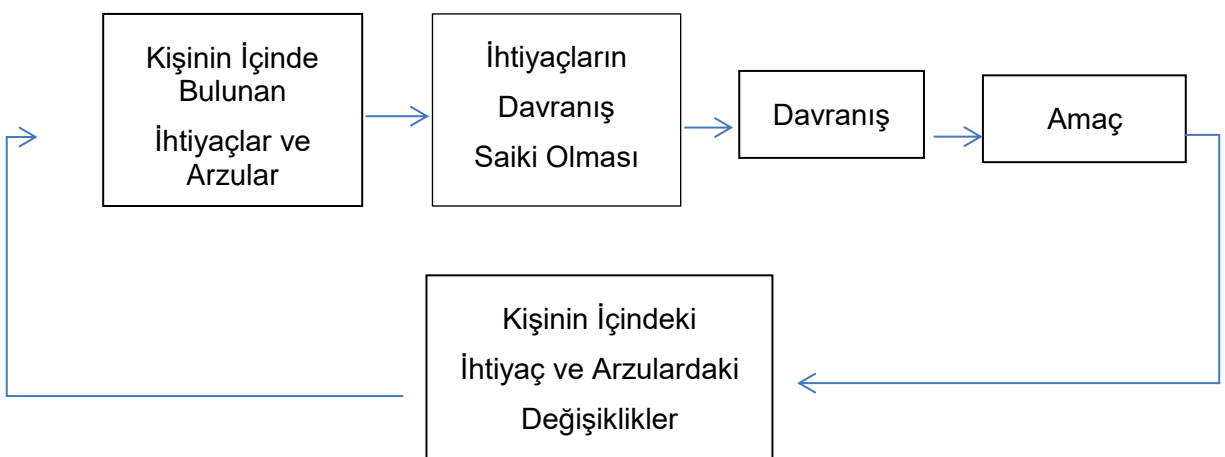 Kişinin İçinde
Bulunan
İhtiyaçlar ve
Arzular
İhtiyaçların
Davranış
Saiki Olması
Davranış
Amaç
Kişinin İçindeki
İhtiyaç ve Arzulardaki
Değişiklikler